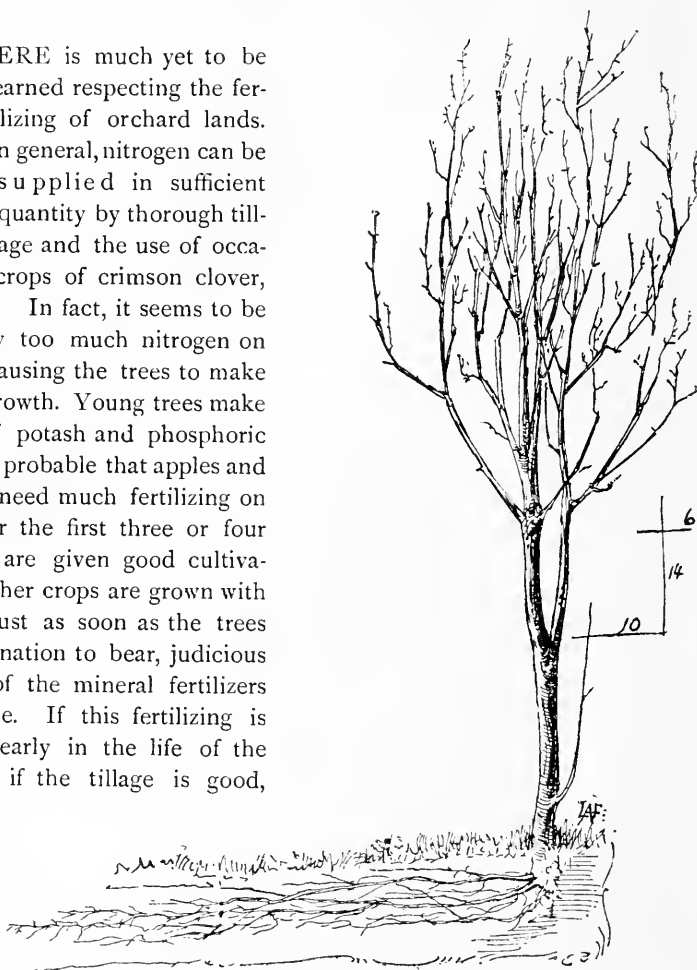 ERE is much yet to be
earned respecting the fer-
lizing of orchard lands.
n general, nitrogen can be
supplied in sufficient
quantity by thorough till-
age and the use of occa-
crops of crimson clover,
In fact, it seems to be
too much nitrogen on
ausing the trees to make
rowth. Young trees make
potash and phosphoric
probable that apples and
need much fertilizing on
r the first three or four
are given good cultiva-
her crops are grown with
ust as soon as the trees
nation to bear, judicious
of the mineral fertilizers
e. If this fertilizing is
early in the life of the
if the tillage is good,
6
14
10